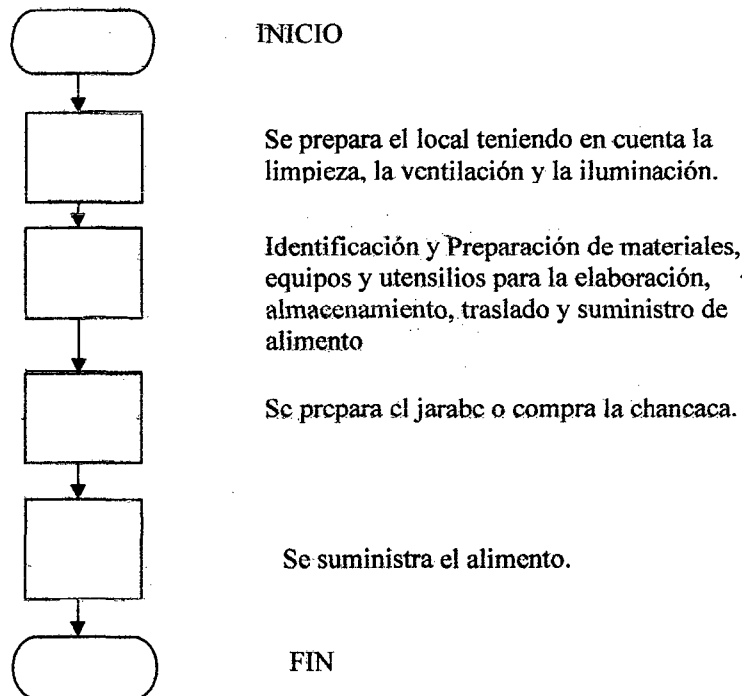 INICIO
Se prepara el local teniendo en cuenta la
limpieza, la ventilación y la iluminación.
Identificación y Preparación de materiales,
equipos y utensilios para la elaboración,
almacenamiento, traslado y suministro de
alimento
Se prepara el jarabe o compra la chancaca.
Se suministra el alimento.
FIN